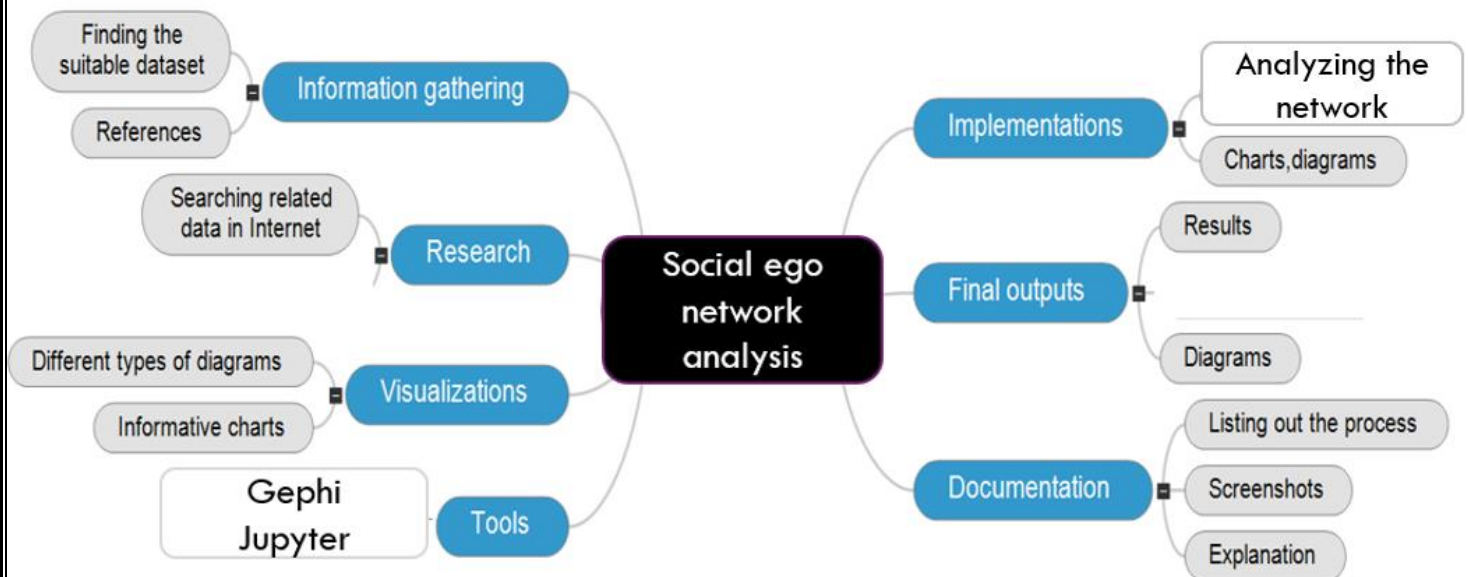 Finding the
suitable dataset
Information gathering
References
Searching related
data in Internet
Research
Different types of diagrams
Visualizations
Informative charts
Gephi
Jupyter
Tools
Social ego
network
analysis
Implementations
Analyzing the
network
Charts,diagrams
Final outputs
Results
Diagrams
Documentation
Listing out the process
Screenshots
Explanation